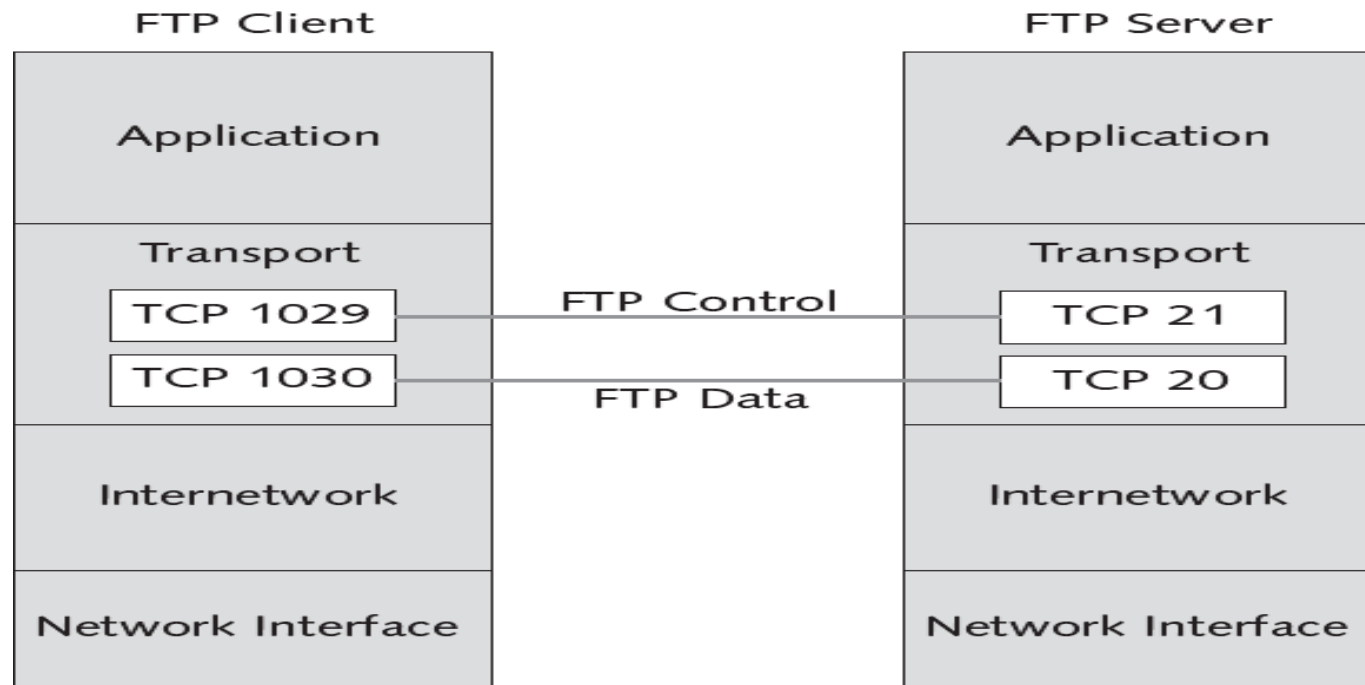 FTP Client
FTP Server
Application
Application
Transport
Transport
TCP 1029
FTP Control
TCP 21
TCP 1030
FTP Data
TCP 20
Internetwork
Internetwork
Network Interface
Network Interface